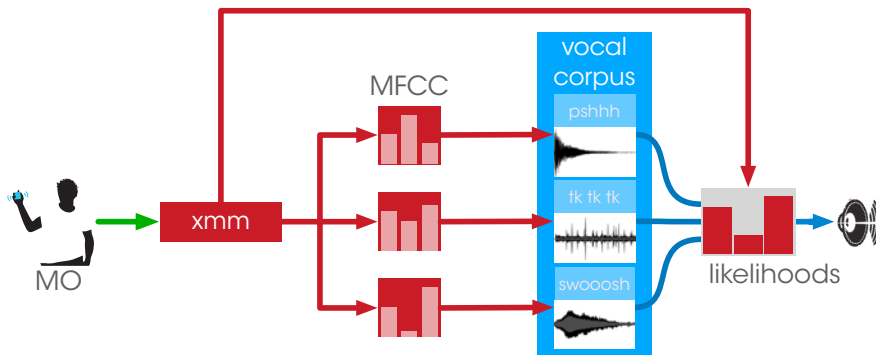 vocal
corpus
MFCC
pshhh
tk tk tk
xmm
MO
likelihoods
swooosh